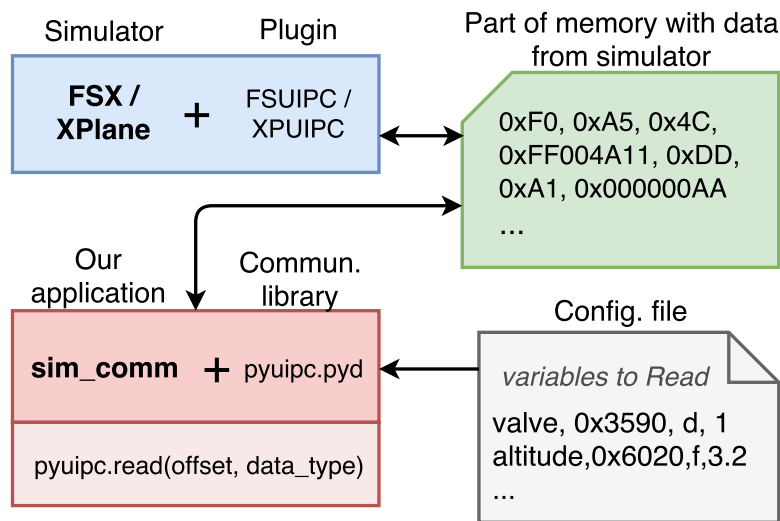 Simulator
Plugin
FSX /
XPlane
+
FSUIPC /
XPUIPC
Part of memory with data
from simulator
0xF0, 0xA5, 0x4C,
0xFF004A11, 0xDD,
0xA1, 0x000000AA
...
Our
application
Commun.
library
sim_comm
+
pyuipc.pyd
pyuipc.read(offset, data_type)
Config. file
variables to Read
valve, 0x3590, d, 1
altitude,0x6020,f,3.2
...